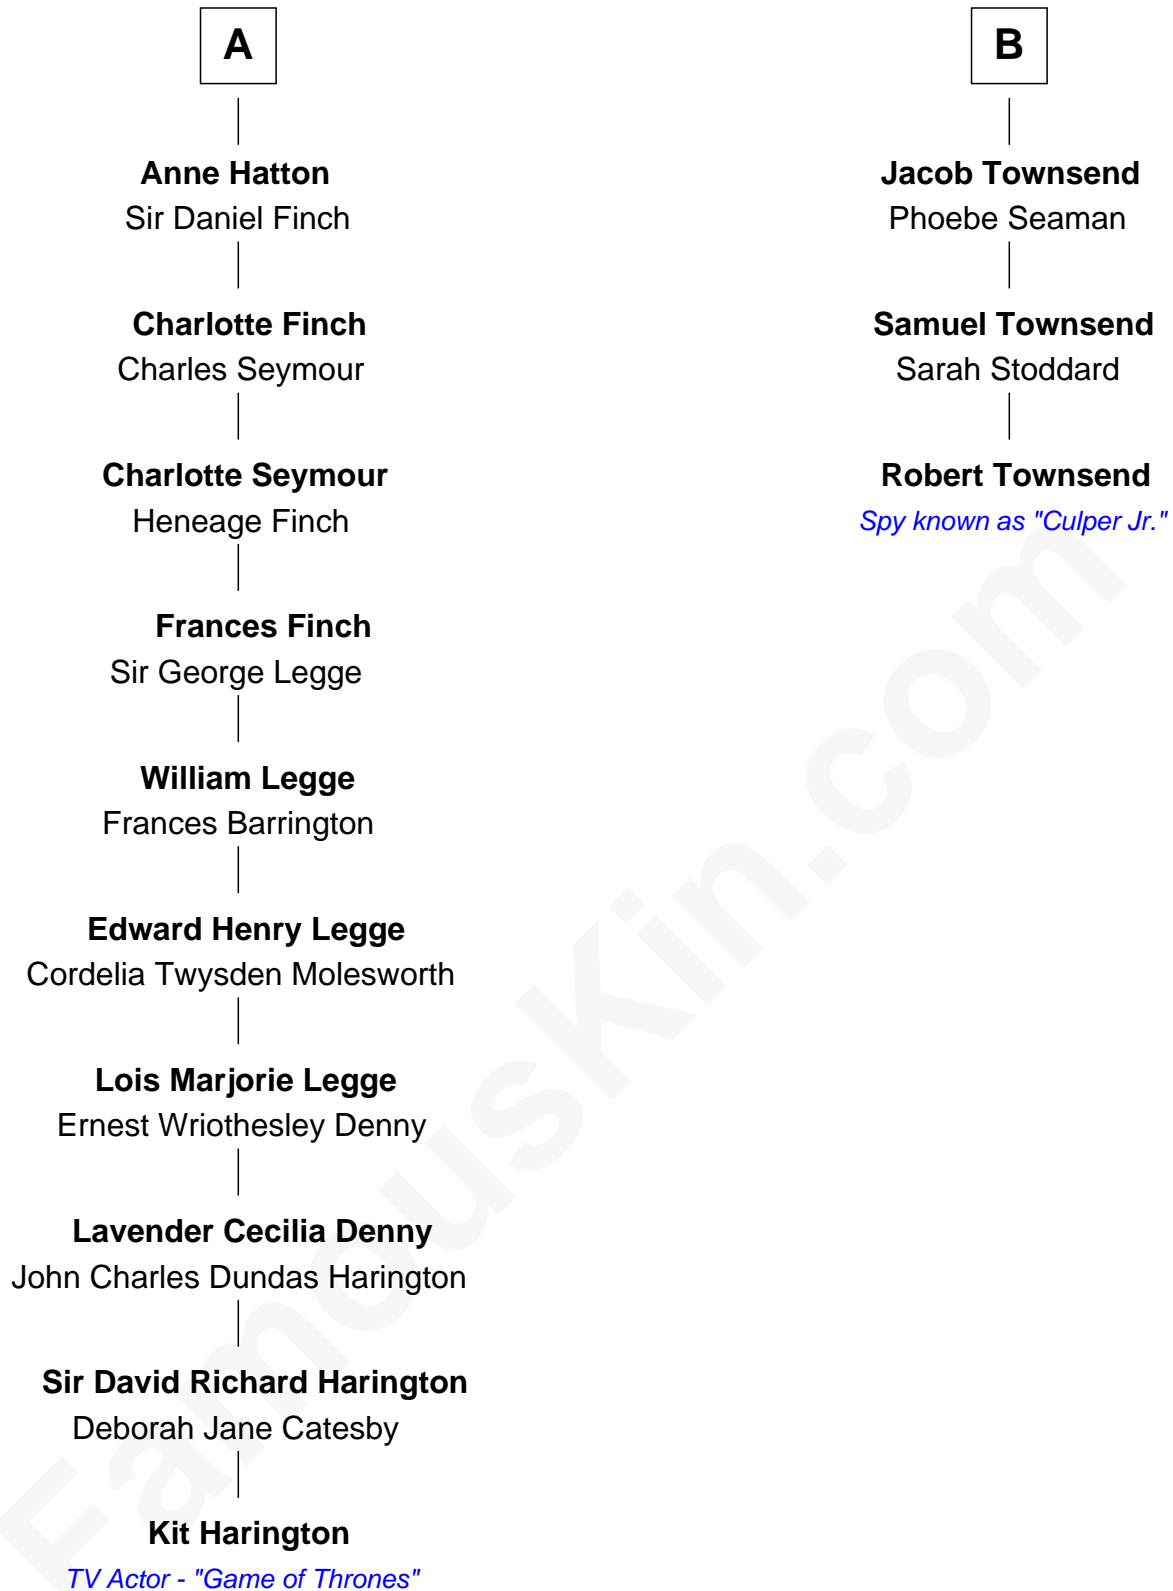 A
Anne Hatton
Sir Daniel Finch
Charlotte Finch
Charles Seymour
Charlotte Seymour
Heneage Finch
Frances Finch
Sir George Legge
William Legge
Frances Barrington
Edward Henry Legge
Cordelia Twysden Molesworth
Lois Marjorie Legge
Ernest Wriothesley Denny
Lavender Cecilia Denny
John Charles Dundas Harington
Sir David Richard Harington
Deborah Jane Catesby
Kit Harington
TV Actor - "Game of Thrones"
B
Jacob Townsend
Phoebe Seaman
Samuel Townsend
Sarah Stoddard
Robert Townsend
Spy known as "Culper Jr."
FamousKin.com